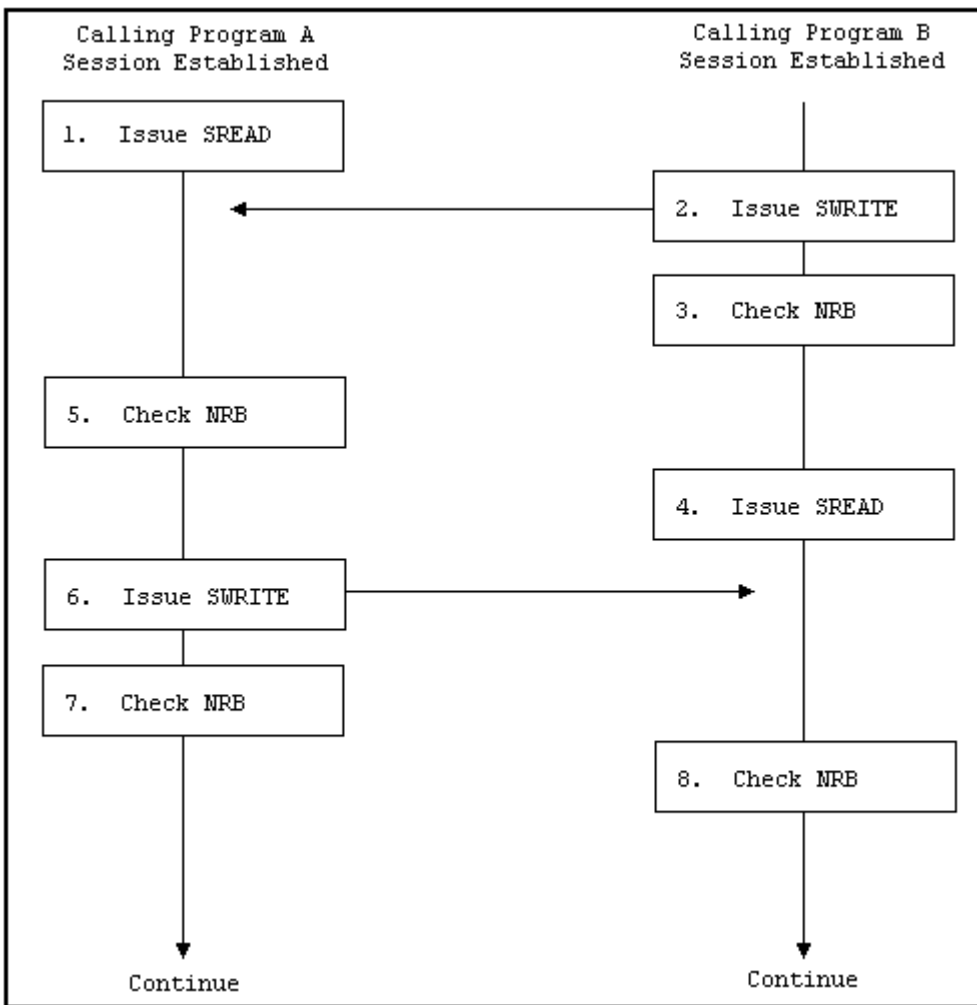 Calling Program A
Session Established
Calling Program B
Session Established
1. Issue SREAD
2. Issue SWRITE
3. Check NRB
5. Check NRB
4. Issue SREAD
6. Issue SWRITE
7. Check NRB
8. Check NRB
Continue
Continue